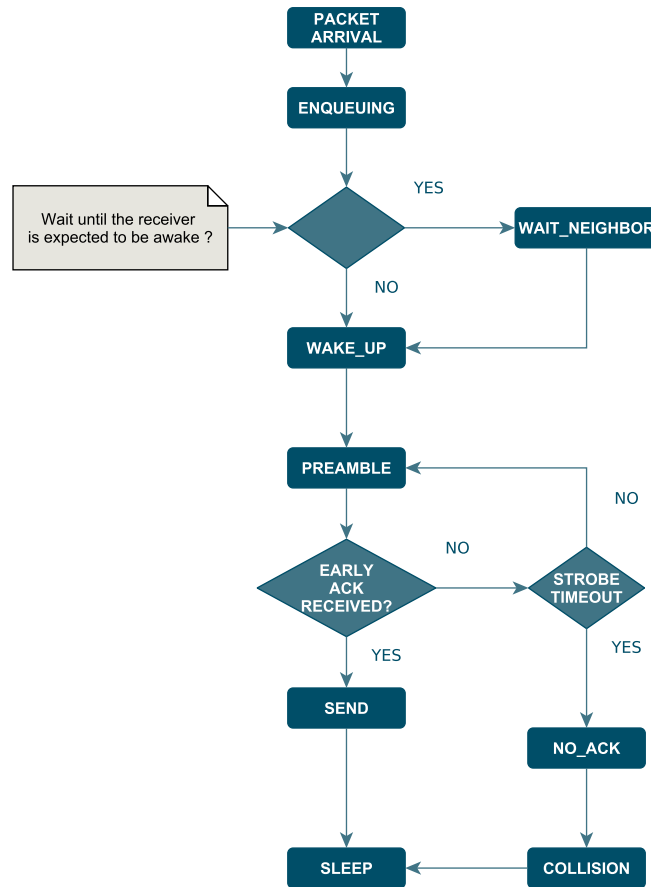 PACKET
ARRIVAL
ENQUEUING
YES
Wait until the receiver
is expected to be awake ?
WAIT_NEIGHBOR
NO
WAKE_UP
PREAMBLE
NO
NO
EARLY
ACK
RECEIVED?
STROBE
TIMEOUT
YES
YES
SEND
NO_ACK
SLEEP
COLLISION